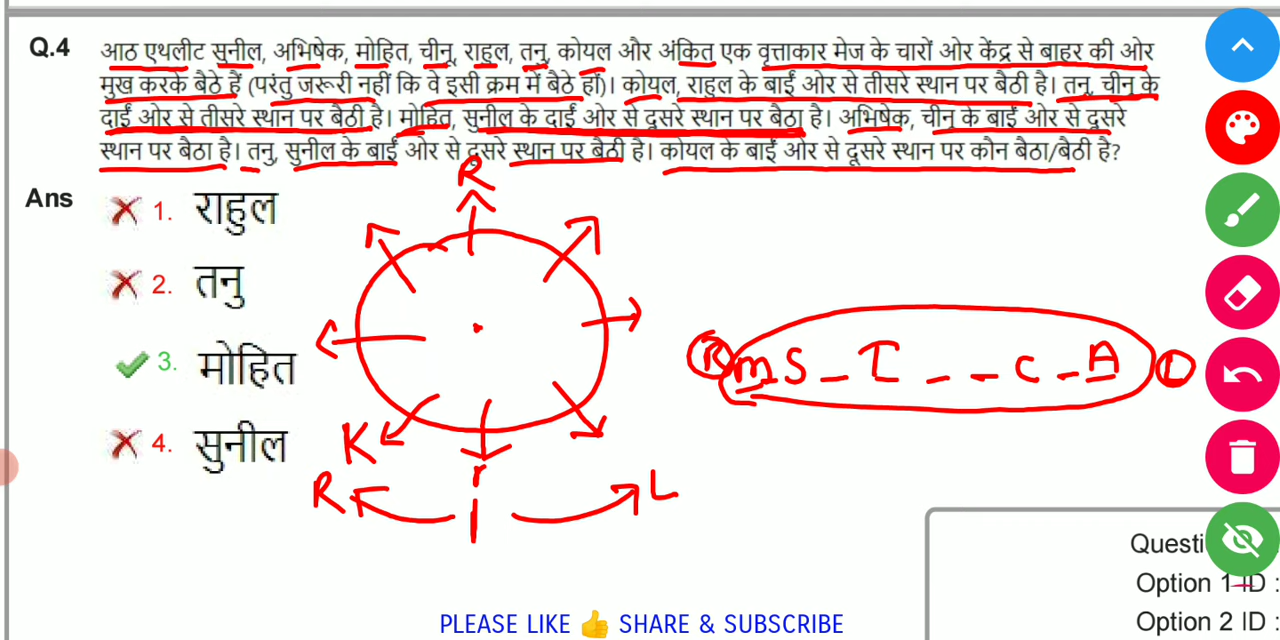 Q.4 आठ एथलीट सुनील, अभिषेक, मोहित, चीनू, राहुल, तनु, कोयल और अंकित एक वृत्ताकार मेज के चारों ओर केंद्र से बाहर की ओर
मुख करके बैठे हैं (परंतु जरूरी नहीं कि वे इसी क्रम में बैठे हों)। कोयल, राहुल के बाईं ओर से तीसरे स्थान पर बैठी है। तनु, चीनू के
दाईं ओर से तीसरे स्थान पर बैठी है। मोहित, सुनील के दाईं ओर से दूसरे स्थान पर बैठा है। अभिषेक, चीनू के बाईं ओर से दूसरे
स्थान पर बैठा है। तनु, सुनील के बाईं ओर से दूसरे स्थान पर बैठी है। कोयल के बाईं ओर से दूसरे स्थान पर कौन बैठा/बैठी है?
Ans
1. राहुल
2. तनु
3. मोहित
4. सुनील
R
K
R
L
R m S _ T _ _ C _ A L
Questi
Option 1 ID :
Option 2 ID :
PLEASE LIKE 👍 SHARE & SUBSCRIBE